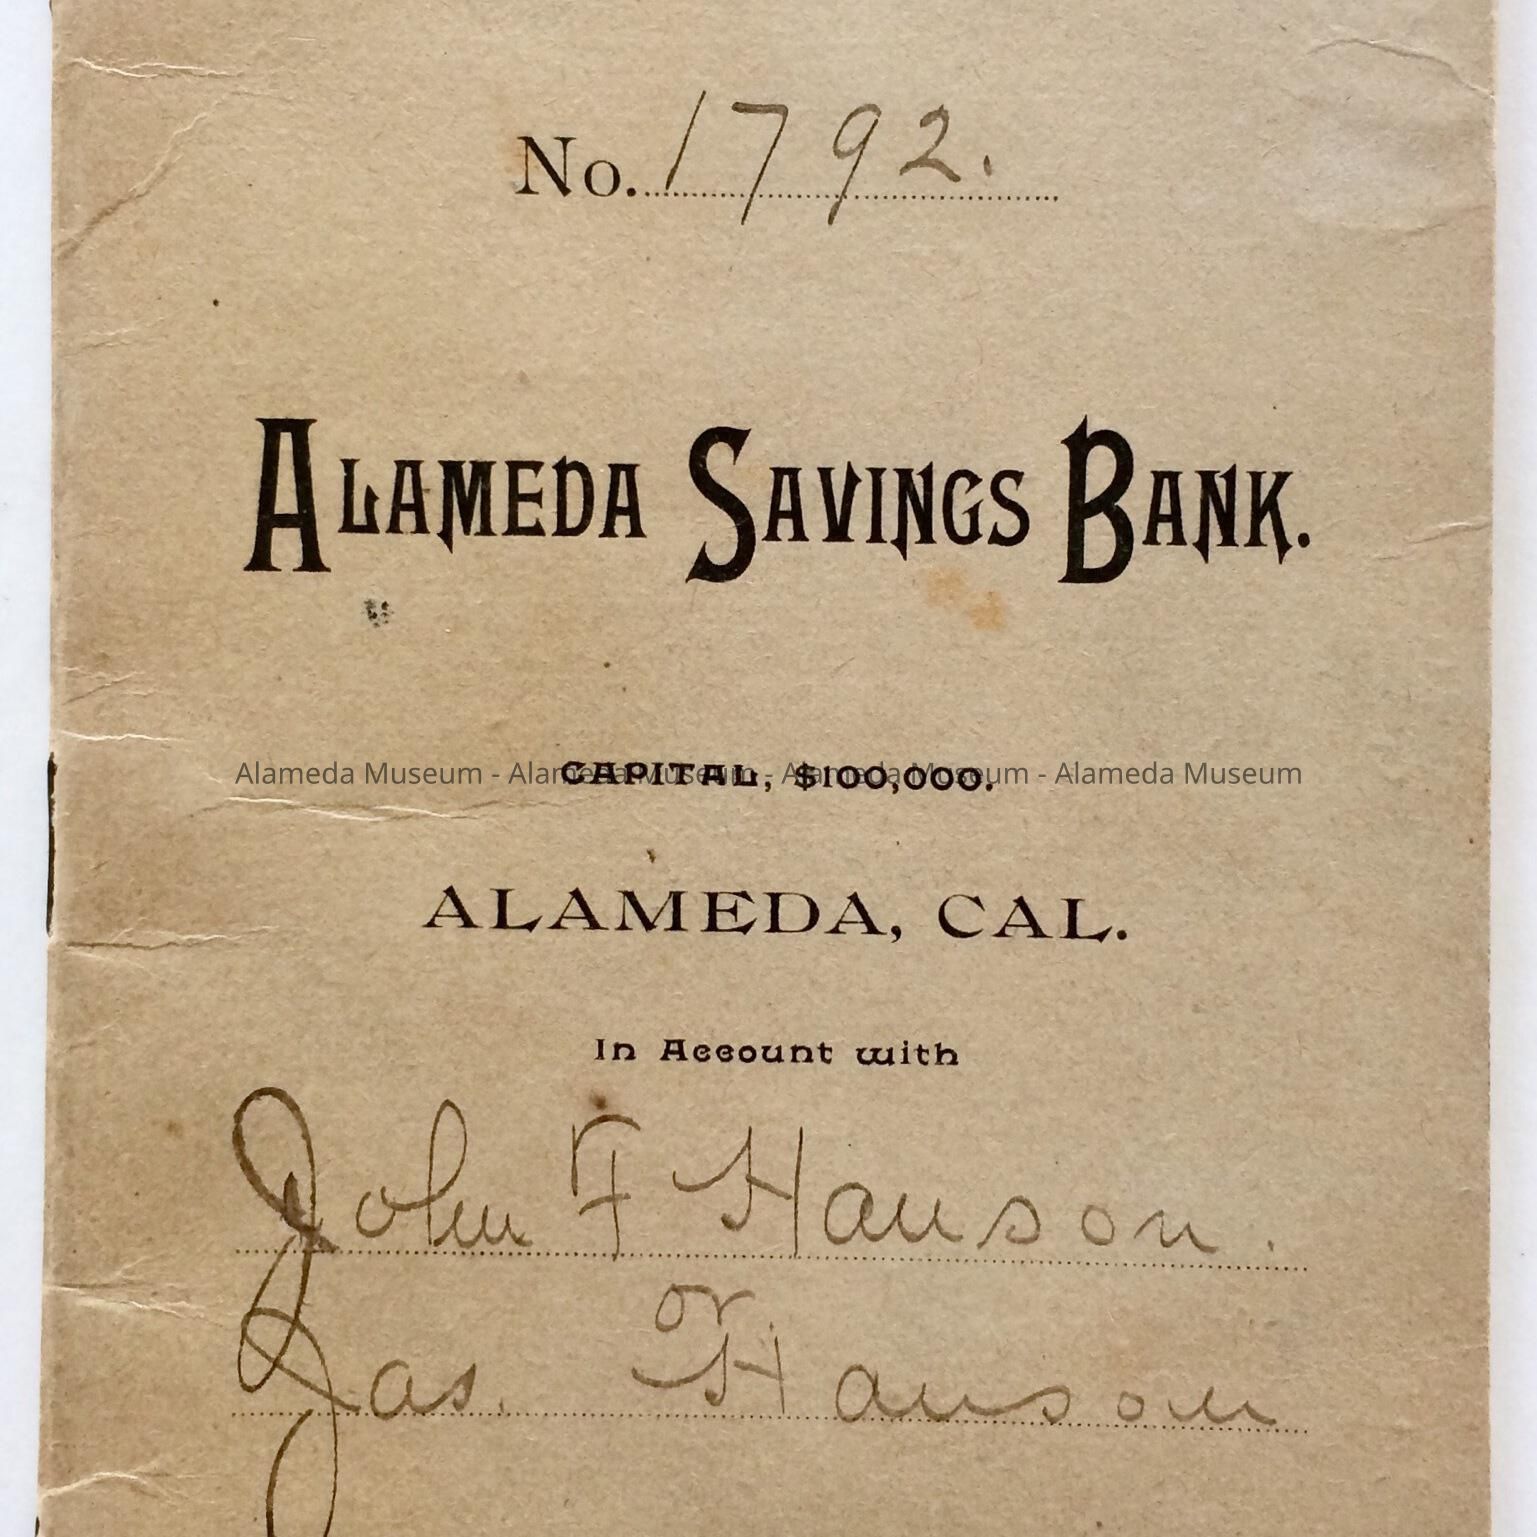 No. 1792.
ALAMEDA SAVINGS BANK.
CAPITAL, $100,000.
Alameda Museum - Alameda Museum - Alameda Museum - Alameda Museum
ALAMEDA, CAL.
In Account with
John F Hanson.
or
Jas. Hanson